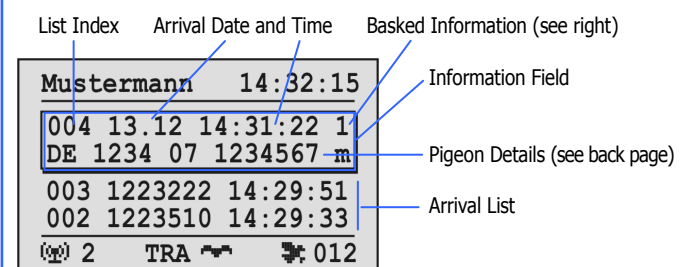 List Index Arrival Date and Time Basked Information (see right)
Mustermann 14:32:15
Information Field
004 13.12 14:31:22 1
DE 1234 07 1234567 m
Pigeon Details (see back page)
003 1223222 14:29:51
Arrival List
002 1223510 14:29:33
2 TRA 012